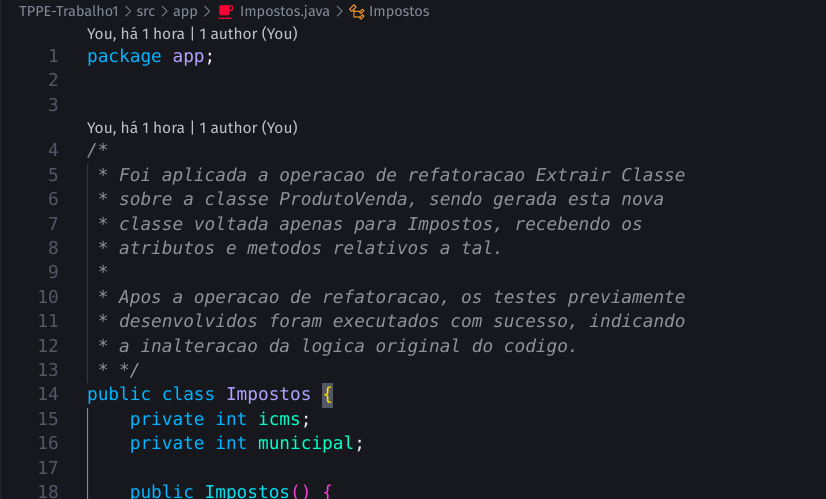 TPPE-Trabalho1 > src > app > Impostos.java > Impostos
You, há 1 hora | 1 author (You)
1 package app;
2
3
You, há 1 hora | 1 author (You)
4 /*
5 * Foi aplicada a operacao de refatoracao Extrair Classe
6 * sobre a classe ProdutoVenda, sendo gerada esta nova
7 * classe voltada apenas para Impostos, recebendo os
8 * atributos e metodos relativos a tal.
9 *
10 * Apos a operacao de refatoracao, os testes previamente
11 * desenvolvidos foram executados com sucesso, indicando
12 * a inalteracao da logica original do codigo.
13 * */
14 public class Impostos {
15 private int icms;
16 private int municipal;
17
18 public Impostos() {